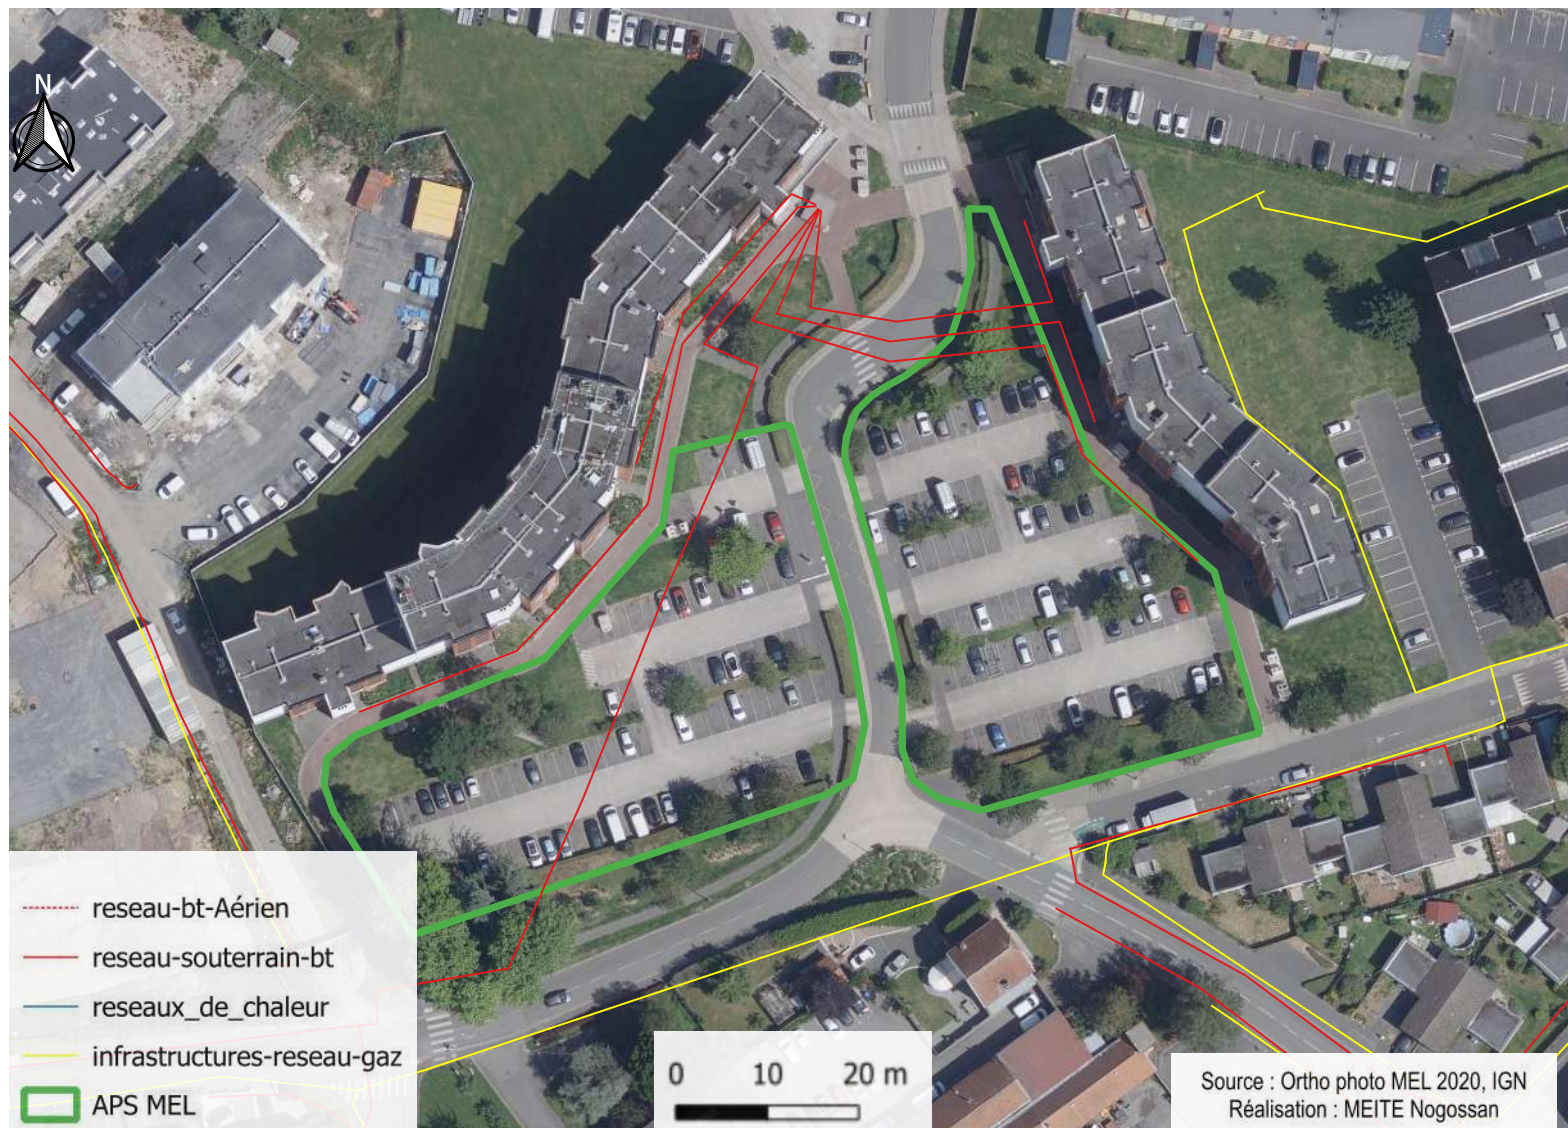 N
reseau-bt-Aérien
reseau-souterrain-bt
reseaux_de_chaleur
infrastructures-reseau-gaz
APS MEL
0 10 20 m
Source : Ortho photo MEL 2020, IGN
Réalisation : MEITE Nogossan